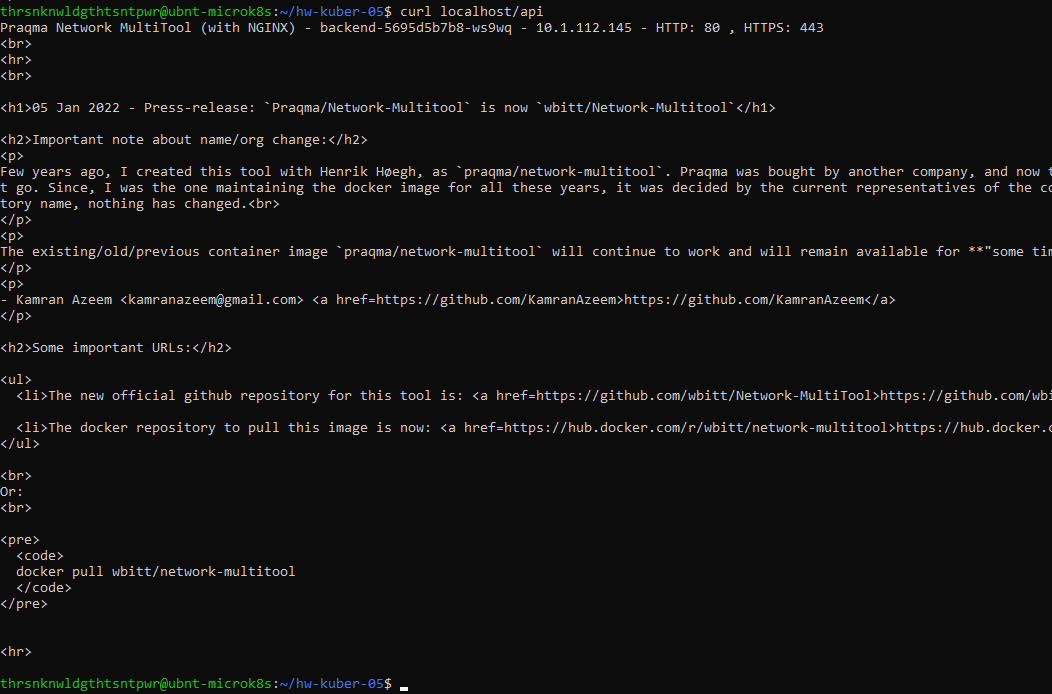 thrsnknwldgthtsntpwr@ubnt-microk8s:~/hw-kuber-05$ curl localhost/api
Praqma Network MultiTool (with NGINX) - backend-5695d5b7b8-ws9wq - 10.1.112.145 - HTTP: 80 , HTTPS: 443
<br>
<hr>
<br>
<h1>05 Jan 2022 - Press-release: `Praqma/Network-Multitool` is now `wbitt/Network-Multitool`</h1>
<h2>Important note about name/org change:</h2>
<p>
Few years ago, I created this tool with Henrik Høegh, as `praqma/network-multitool`. Praqma was bought by another company, and now t
t go. Since, I was the one maintaining the docker image for all these years, it was decided by the current representatives of the co
tory name, nothing has changed.<br>
</p>
<p>
The existing/old/previous container image `praqma/network-multitool` will continue to work and will remain available for **"some tim
</p>
<p>
- Kamran Azeem <kamranazeem@gmail.com> <a href=https://github.com/KamranAzeem>https://github.com/KamranAzeem</a>
</p>
<h2>Some important URLs:</h2>
<ul>
<li>The new official github repository for this tool is: <a href=https://github.com/wbitt/Network-MultiTool>https://github.com/wbi
<li>The docker repository to pull this image is now: <a href=https://hub.docker.com/r/wbitt/network-multitool>https://hub.docker.c
</ul>
<br>
Or:
<br>
<pre>
<code>
docker pull wbitt/network-multitool
</code>
</pre>
<hr>
thrsnknwldgthtsntpwr@ubnt-microk8s:~/hw-kuber-05$